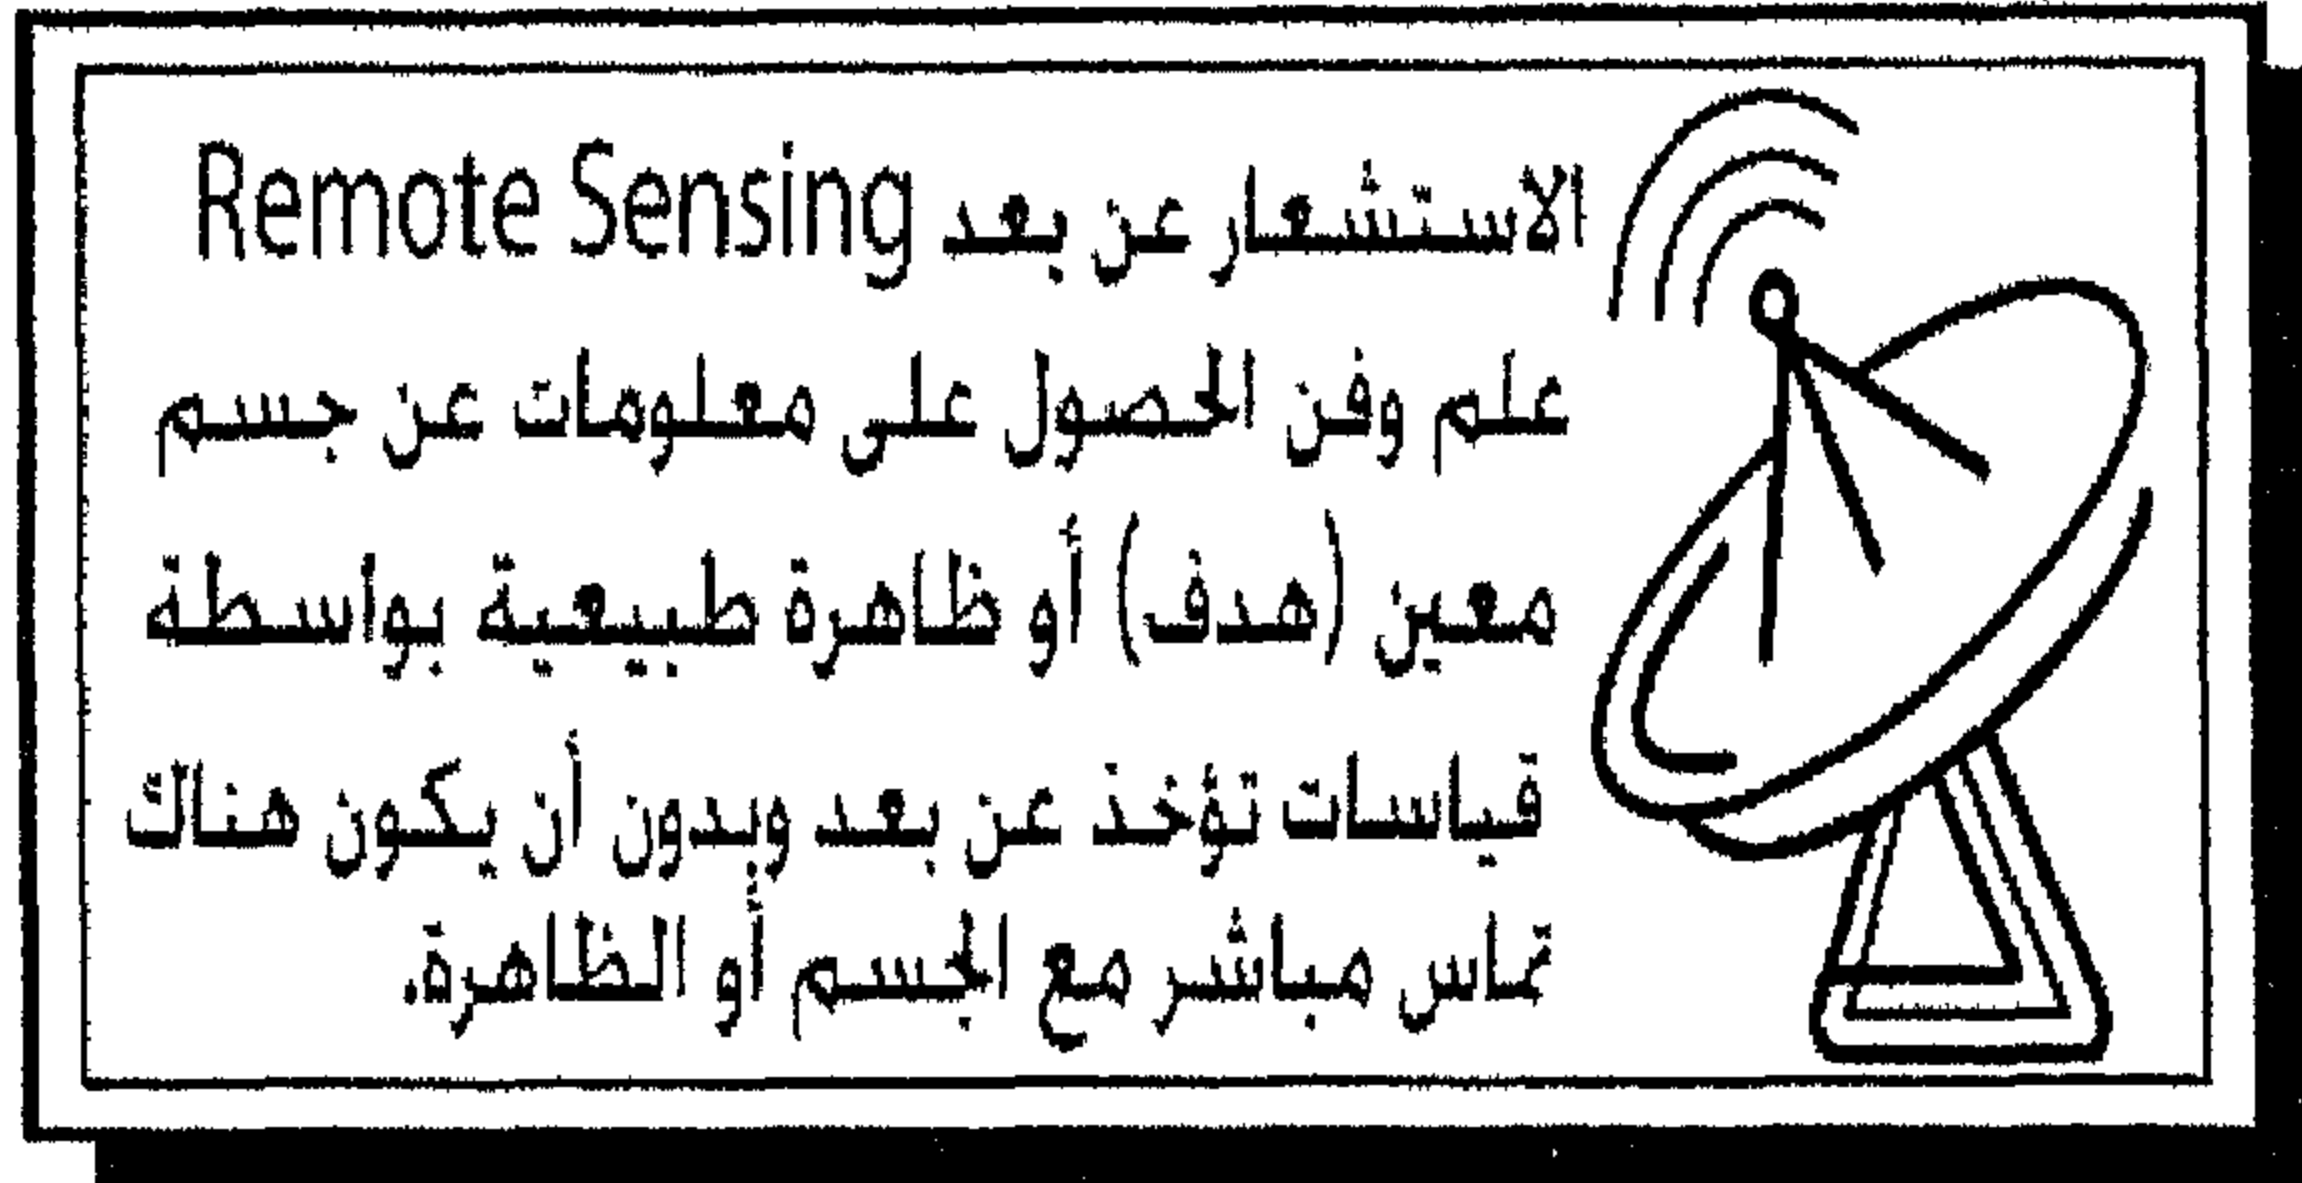 الاستشعار عن بعد Remote Sensing
علم وفن الحصول على معلومات عن جسم
معين (هدف) أو ظاهرة طبيعية بواسطة
قياسات تؤخذ عن بعد وبدون أن يكون هناك
تماس مباشر مع الجسم أو الظاهرة.